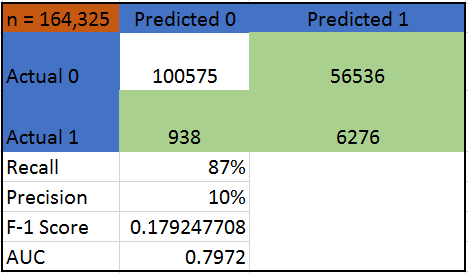 n = 164,325 Predicted 0 Predicted 1
Actual 0 100575 56536
Actual 1 938 6276
Recall 87%
Precision 10%
F-1 Score 0.179247708
AUC 0.7972